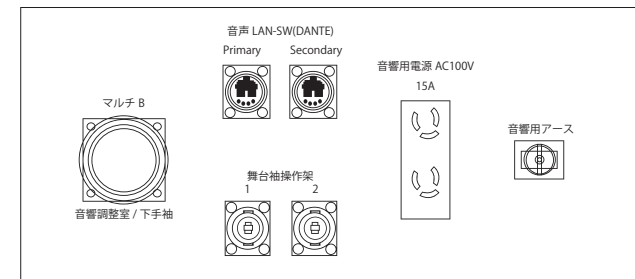 音声 LAN-SW(DANTE)
Primary Secondary
音響用電源 AC100V
15A
マルチ B
音響用アース
舞台袖操作架
1 2
音響調整室 / 下手袖